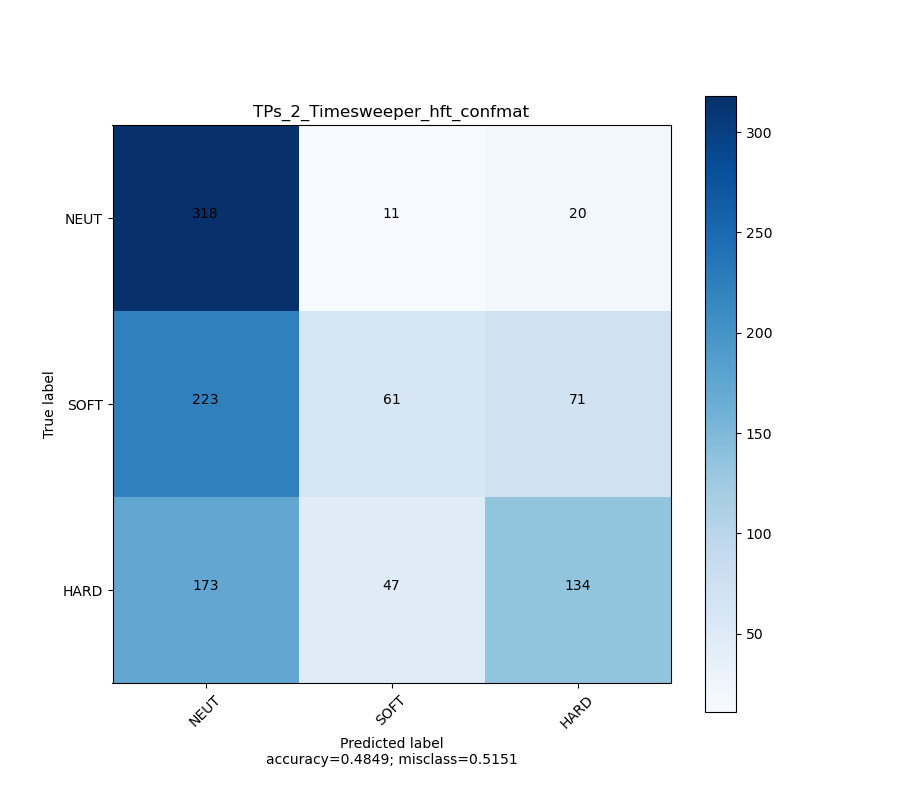 TPs_2_Timesweeper_hft_confmat
NEUT 318 11 20
SOFT 223 61 71
HARD 173 47 134
NEUT SOFT HARD
True label
Predicted label
accuracy=0.4849; misclass=0.5151
300
250
200
150
100
50